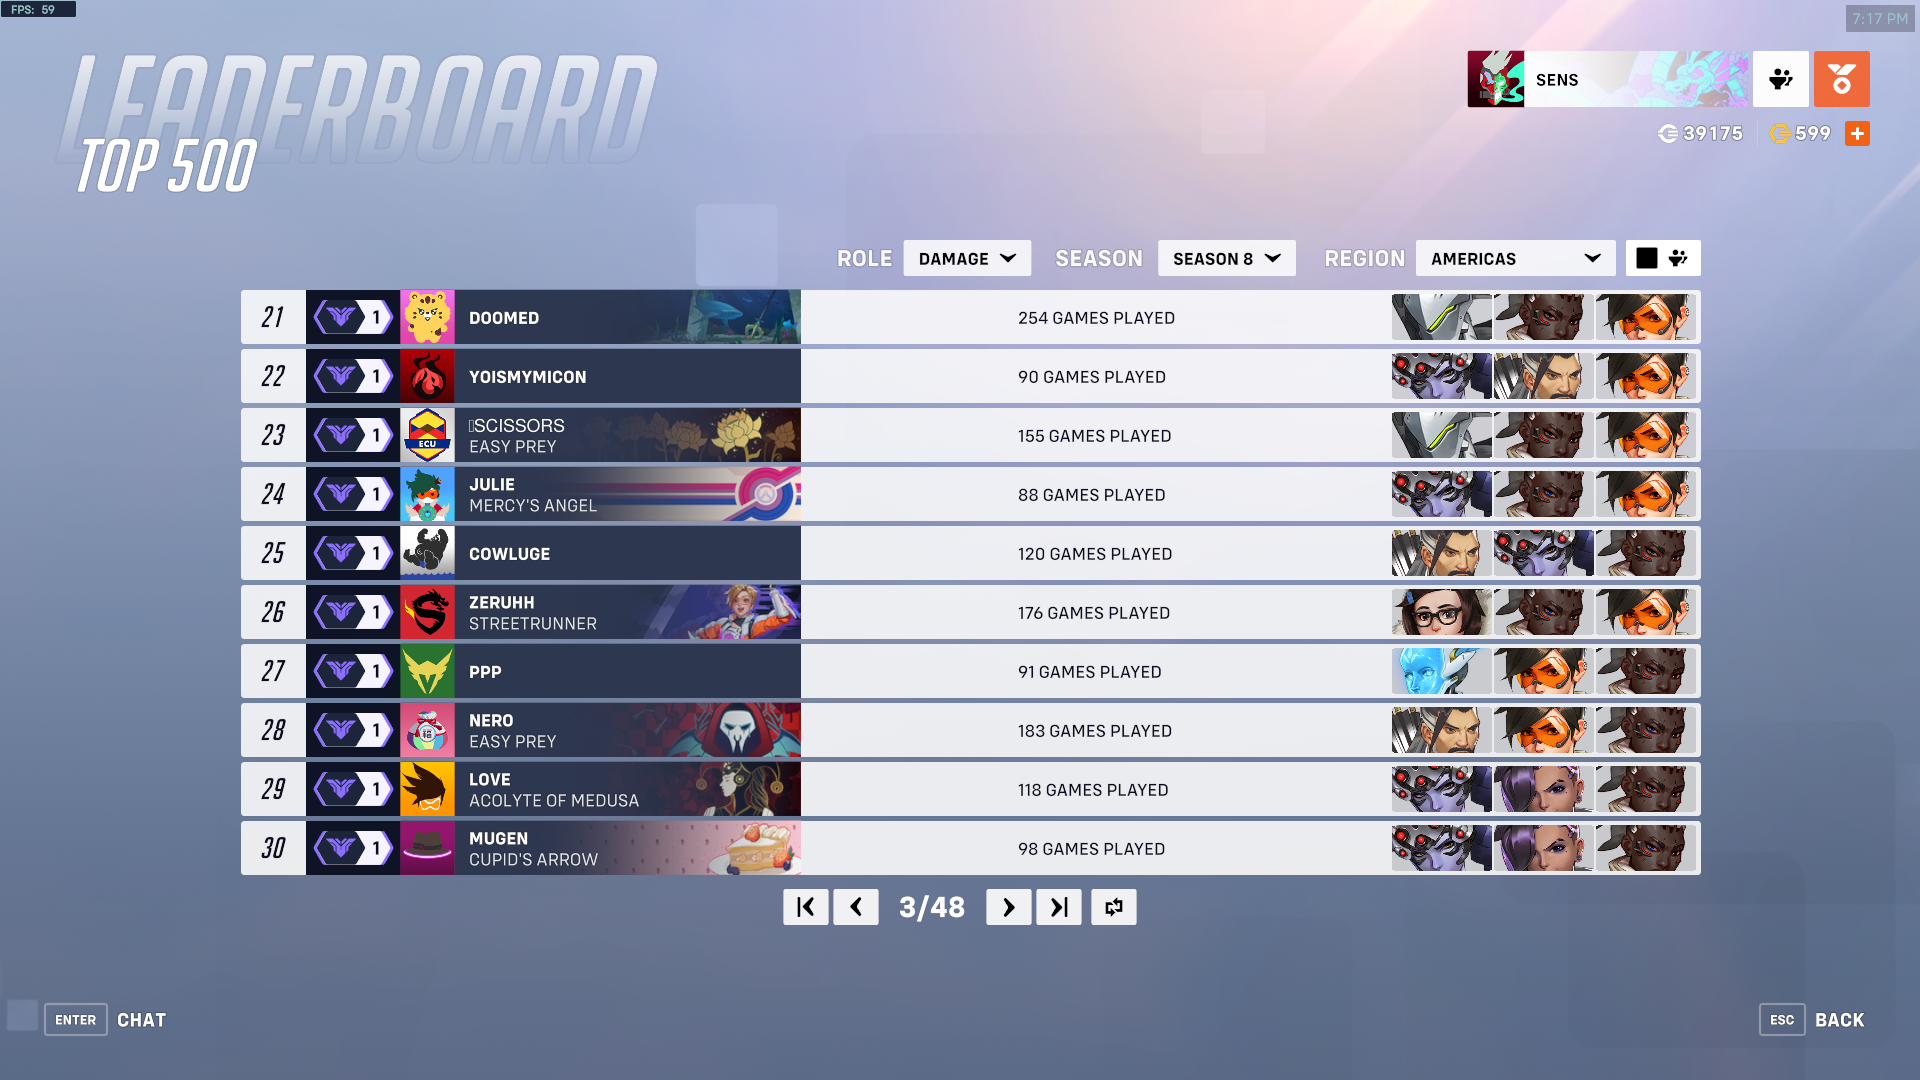 FPS: 59
7:17 PM
LEADERBOARD
TOP 500
SENS
39175
599
ROLE DAMAGE SEASON SEASON 8 REGION AMERICAS
21 1 DOOMED 254 GAMES PLAYED
22 1 YOISMYMICON 90 GAMES PLAYED
23 1 ECU SCISSORS 155 GAMES PLAYED
EASY PREY
24 1 JULIE 88 GAMES PLAYED
MERCY'S ANGEL
25 1 COWLUGE 120 GAMES PLAYED
26 1 ZERUHH 176 GAMES PLAYED
STREETRUNNER
27 1 PPP 91 GAMES PLAYED
28 1 NERO 183 GAMES PLAYED
EASY PREY
29 1 LOVE 118 GAMES PLAYED
ACOLYTE OF MEDUSA
30 1 MUGEN 98 GAMES PLAYED
CUPID'S ARROW
3/48
ENTER CHAT
ESC BACK